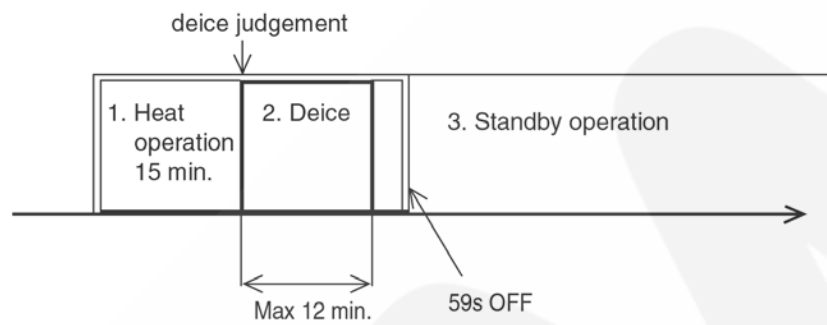 deice judgement
1. Heat
operation
15 min.
2. Deice
3. Standby operation
Max 12 min.
59s OFF